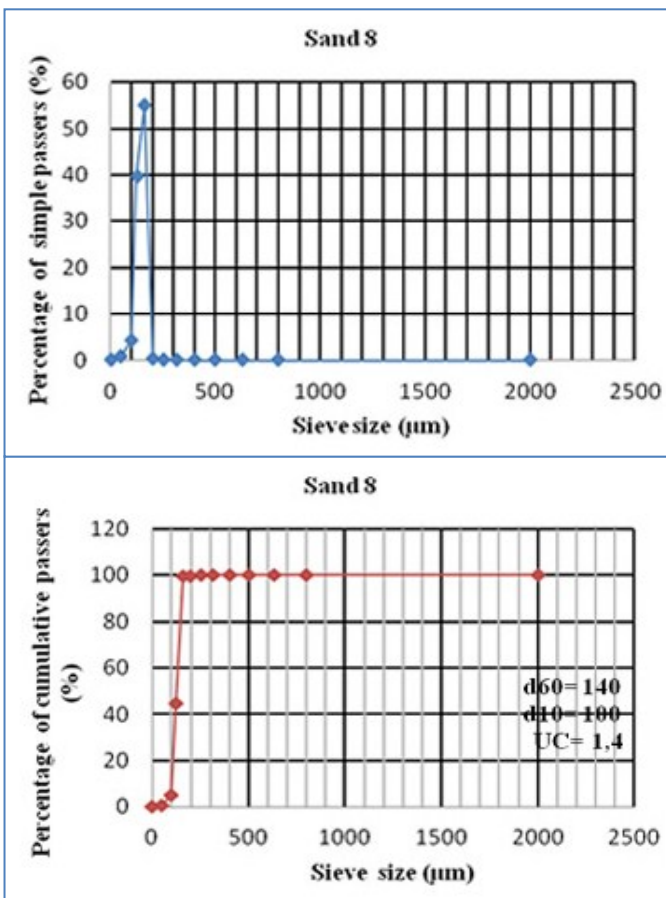 Sand 8
Percentage of simple passers (%)
60
50
40
30
20
10
0
0 500 1000 1500 2000 2500
Sieve size (µm)
Sand 8
Percentage of cumulative passers
(%)
120
100
80
60
40
20
0
d60= 140
d10= 100
UC= 1,4
0 500 1000 1500 2000 2500
Sieve size (µm)